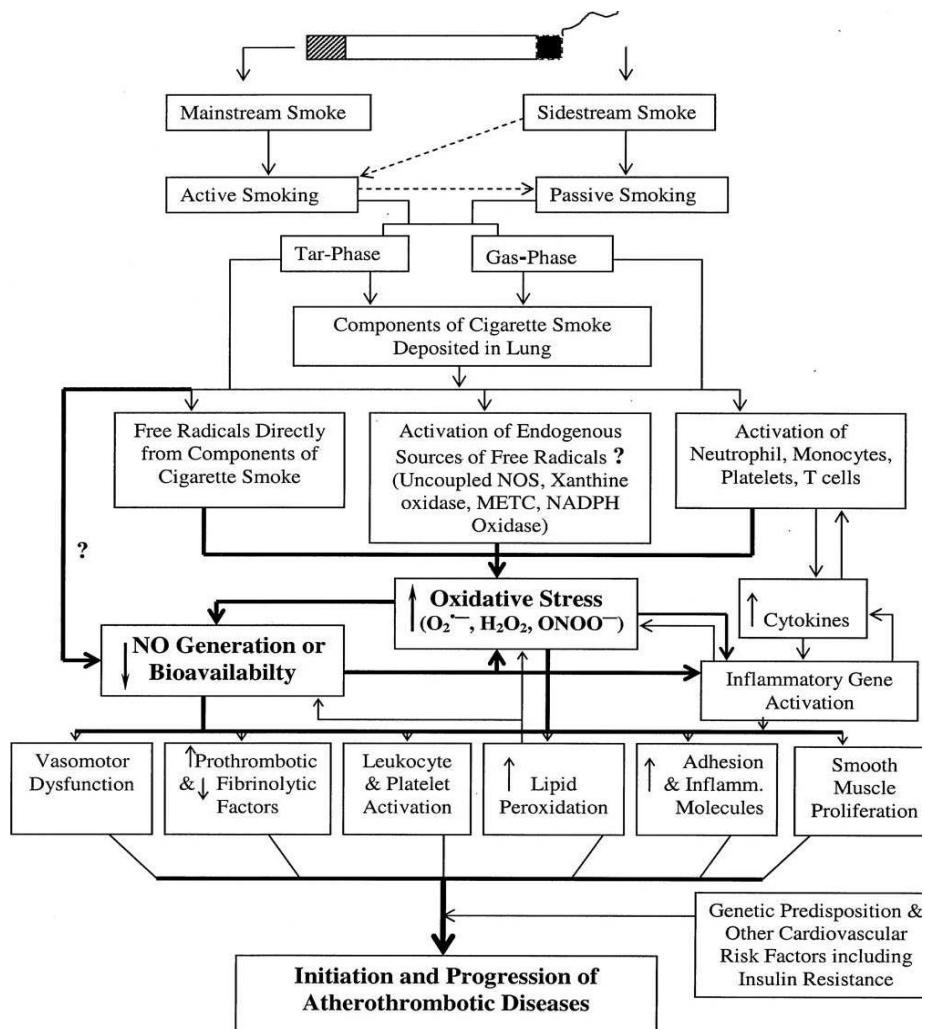 Mainstream Smoke
Sidestream Smoke
Active Smoking
Passive Smoking
Tar-Phase
Gas-Phase
Components of Cigarette Smoke
Deposited in Lung
Free Radicals Directly
from Components of
Cigarette Smoke
Activation of Endogenous
Sources of Free Radicals ?
(Uncoupled NOS, Xanthine
oxidase, METC, NADPH
Oxidase)
Activation of
Neutrophil, Monocytes,
Platelets, T cells
?
↑ Oxidative Stress
(O₂•—, H₂O₂, ONOO—)
↑
Cytokines
↓ NO Generation or
Bioavailabilty
Inflammatory Gene
Activation
Vasomotor
Dysfunction
↑ Prothrombotic
& ↓ Fibrinolytic
Factors
Leukocyte
& Platelet
Activation
↑ Lipid
Peroxidation
↑ Adhesion
& Inflamm.
Molecules
Smooth
Muscle
Proliferation
Genetic Predisposition &
Other Cardiovascular
Risk Factors including
Insulin Resistance
Initiation and Progression of
Atherothrombotic Diseases